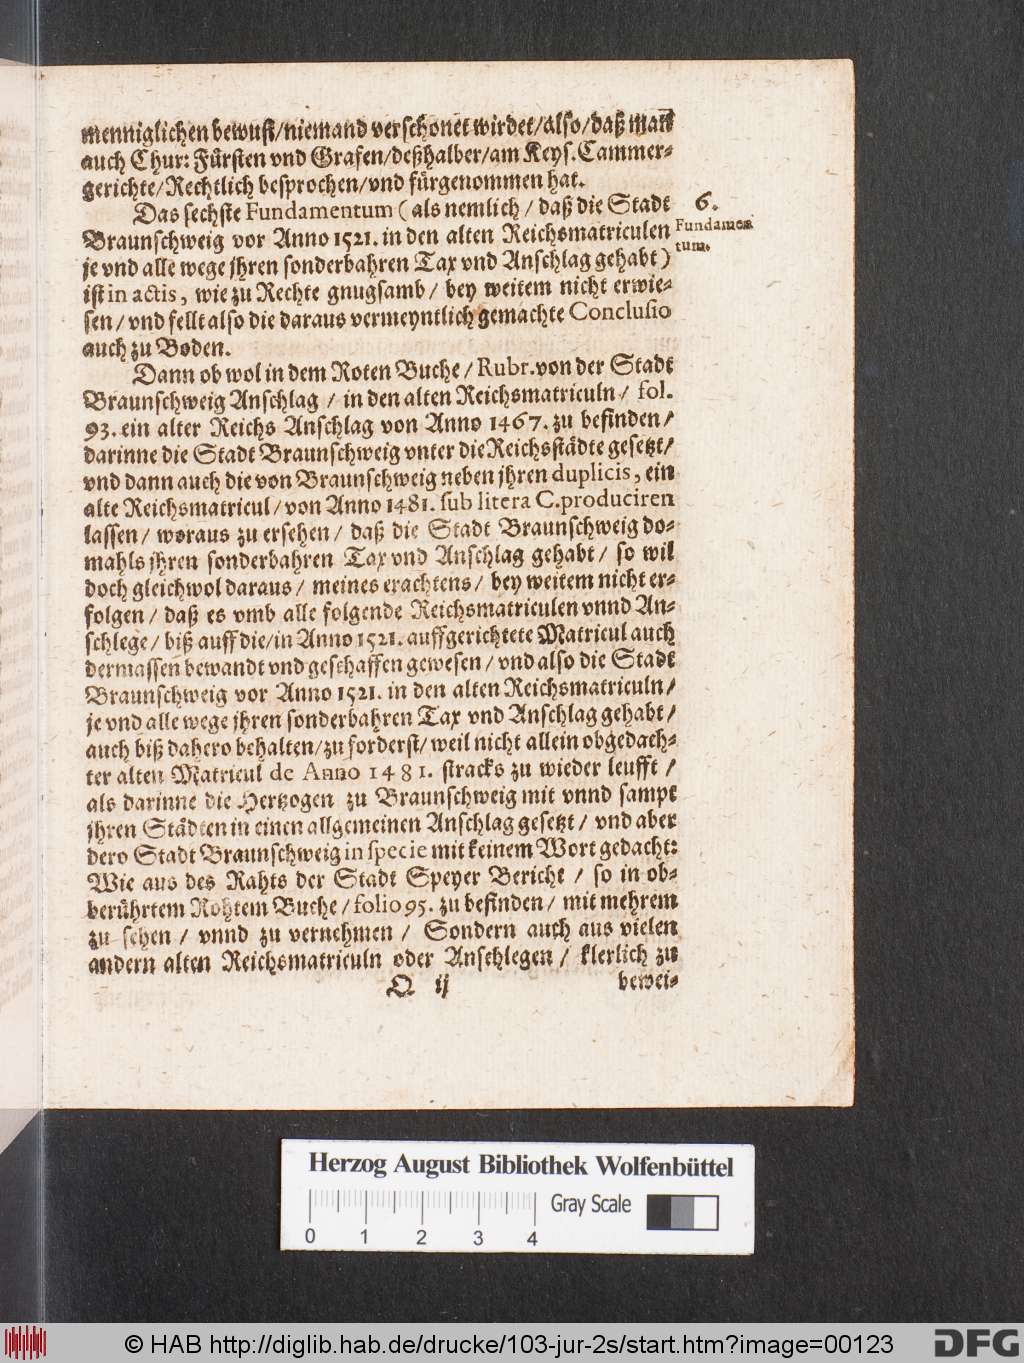 menniglichen bewust/niemand verschonet wirdet/also/daß man
auch Chur: Fürsten vnd Grafen/deßhalber/am Keys. Cammer-
gerichte/Rechtlich besprochen/vnd fürgenommen hat.
Das sechste Fundamentum (als nemlich / daß die Stadt
6.
Fundamen
tum.
Braunschweig vor Anno 1521. in den alten Reichsmatriculen
je vnd alle wege jhren sonderbahren Tax vnd Anschlag gehabt)
ist in actis, wie zu Rechte gnugsamb / bey weitem nicht erwie-
sen / vnd fellt also die daraus vermeyntlich gemachte Conclusio
auch zu Boden.
Dann ob wol in dem Roten Buche / Rubr. von der Stadt
Braunschweig Anschlag / in den alten Reichsmatriculn / fol.
93. ein alter Reichs Anschlag von Anno 1467. zu befinden /
darinne die Stadt Braunschweig vnter die Reichsstädte gesetzt/
vnd dann auch die von Braunschweig neben jhren duplicis, ein
alte Reichsmatricul / von Anno 1481. sub litera C. produciren
lassen / woraus zu ersehen / daß die Stadt Braunschweig do-
mahls jhren sonderbahren Tax vnd Anschlag gehabt / so wil
doch gleichwol daraus / meines erachtens / bey weitem nicht er-
folgen / daß es vmb alle folgende Reichsmatriculen vnnd An-
schlege / biß auff die/in Anno 1521. auffgerichtete Matricul auch
dermassen bewandt vnd geschaffen gewesen / vnd also die Stadt
Braunschweig vor Anno 1521. in den alten Reichsmatriculn/
je vnd alle wege jhren sonderbahren Tax vnd Anschlag gehabt /
auch biß dahero behalten/zu forderst/ weil nicht allein obgedach-
ter alten Matricul de Anno 1481. stracks zu wieder leufft /
als darinne die Hertzogen zu Braunschweig mit vnnd sampt
jhren Städten in einen allgemeinen Anschlag gesetzt / vnd aber
dero Stadt Braunschweig in specie mit keinem Wort gedacht:
Wie aus des Rahts der Stadt Speyer Bericht / so in ob-
berührtem Rohtem Buche / folio 95. zu befinden / mit mehrem
zu sehen / vnnd zu vernehmen / Sondern auch aus vielen
andern alten Reichsmatriculn oder Anschlegen / klerlich zu
Q ij
bewei-
Herzog August Bibliothek Wolfenbüttel
Gray Scale
0 1 2 3 4
© HAB http://diglib.hab.de/drucke/103-jur-2s/start.htm?image=00123
DFG